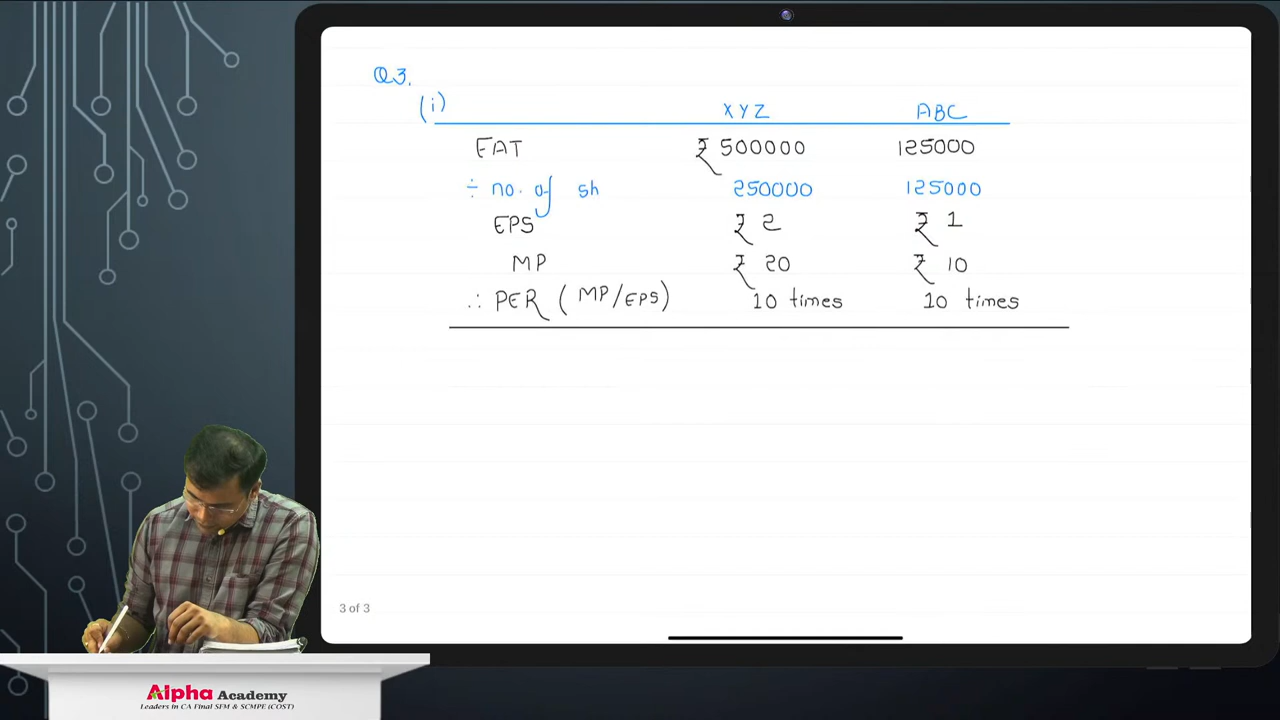 Q3.
(i) XYZ ABC
EAT ₹ 500000 125000
÷ no. of sh 250000 125000
EPS ₹ 2 ₹ 1
MP ₹ 20 ₹ 10
∴ PER (MP/EPS) 10 times 10 times
3 of 3
Alpha Academy
Leaders in CA Final SFM & SCMPE (COST)